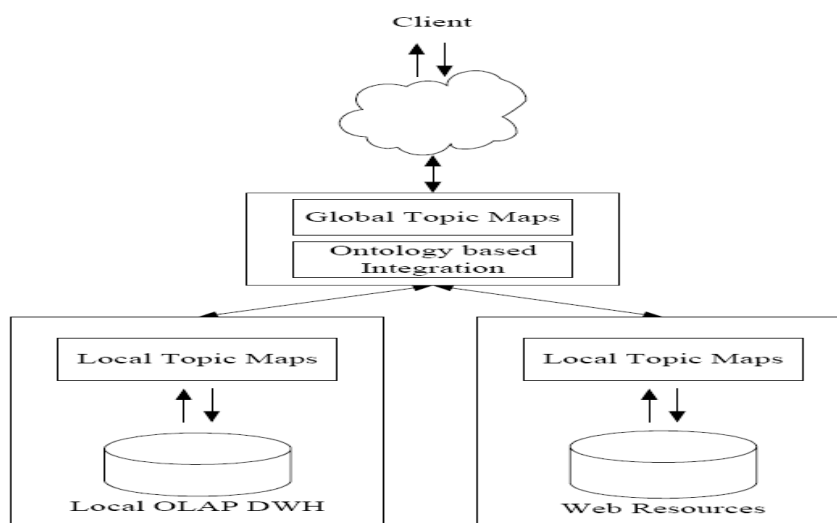 Client
Global Topic Maps
Ontology based
Integration
Local Topic Maps
Local OLAP DWH
Local Topic Maps
Web Resources